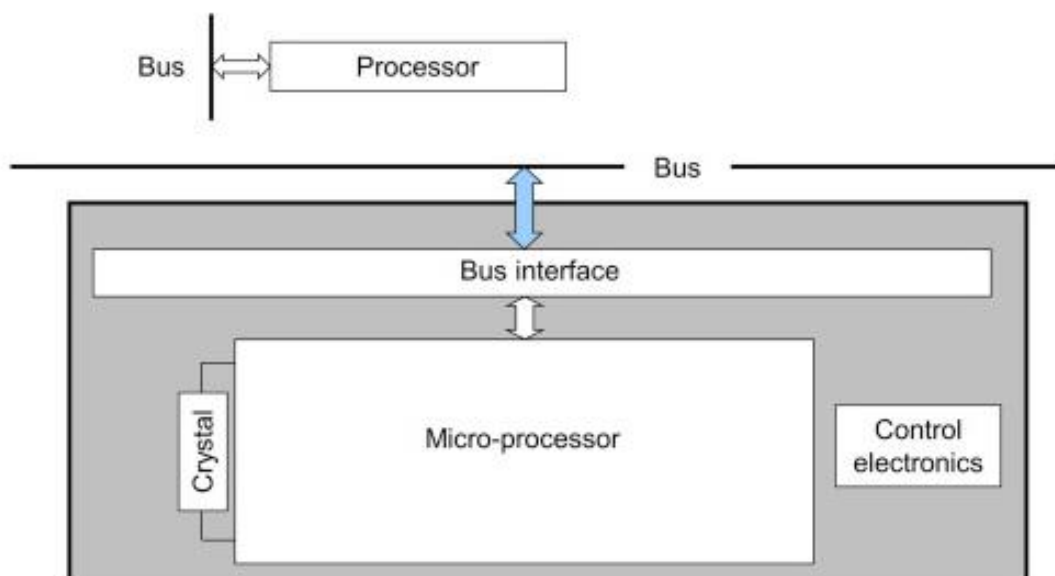 Bus
Processor
Bus
Bus interface
Crystal
Micro-processor
Control
electronics